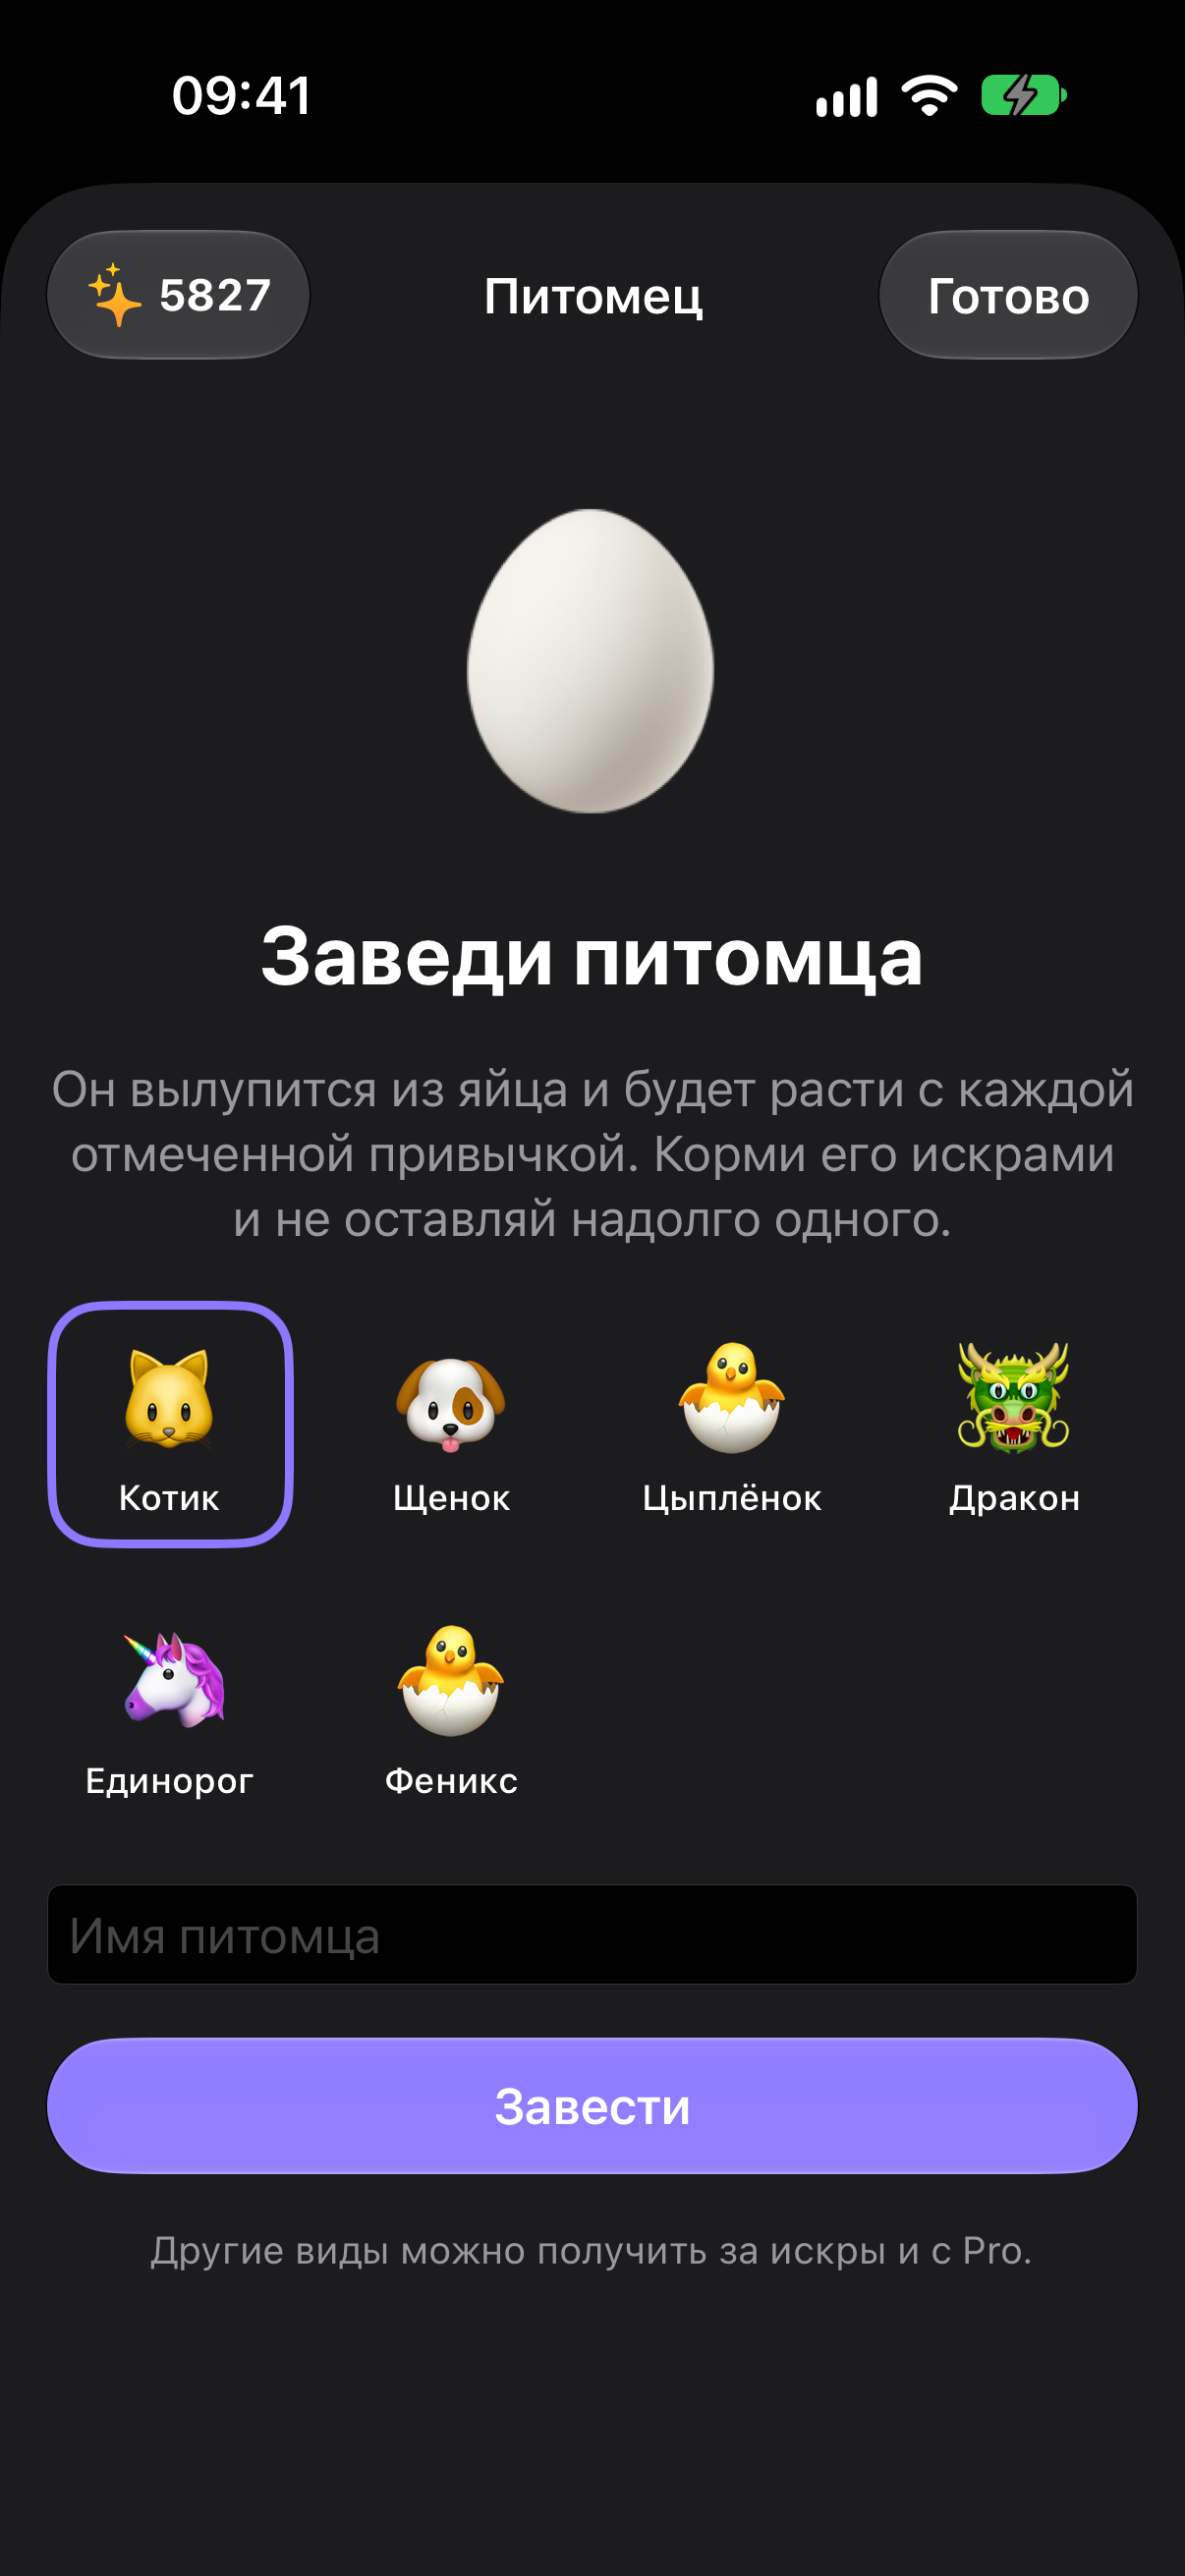 09:41
5827
Питомец
Готово
Заведи питомца
Он вылупится из яйца и будет расти с каждой
отмеченной привычкой. Корми его искрами
и не оставляй надолго одного.
Котик
Щенок
Цыплёнок
Дракон
Единорог
Феникс
Имя питомца
Завести
Другие виды можно получить за искры и с Pro.